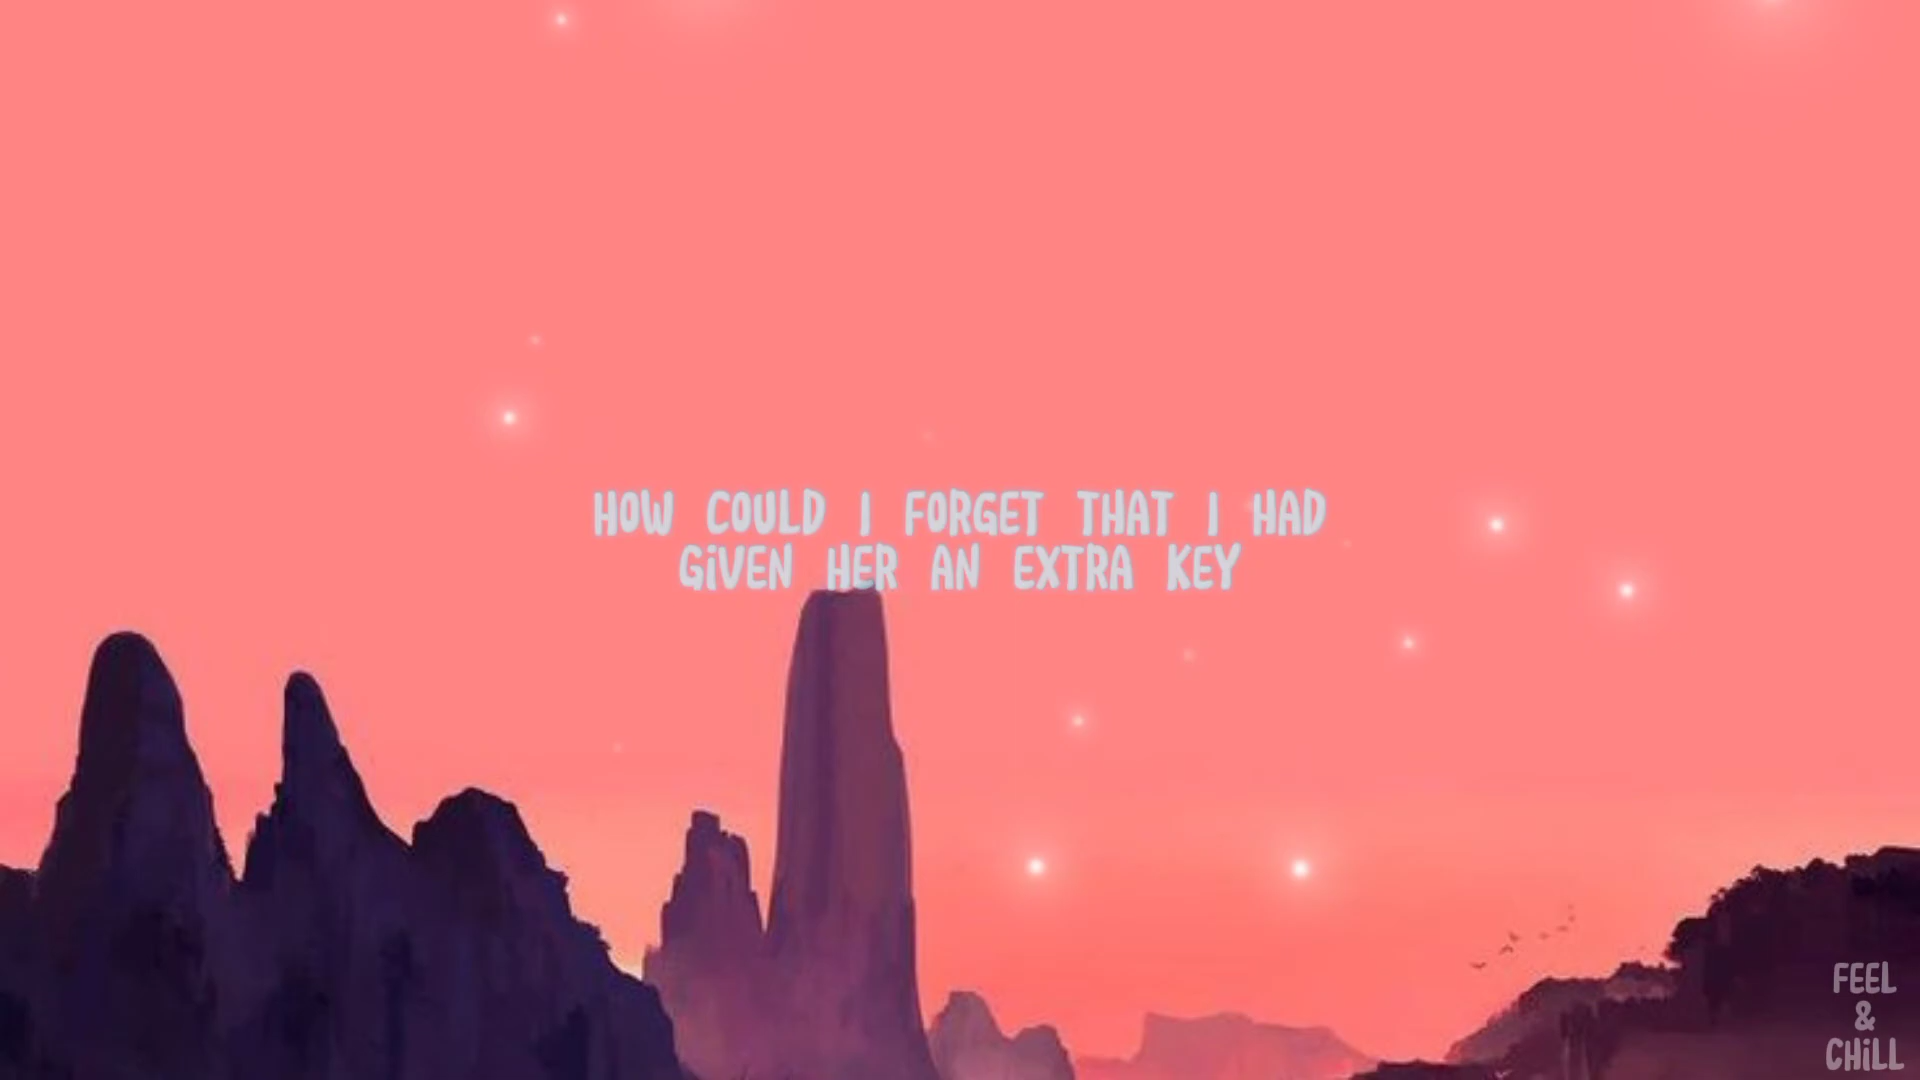 HOW COULD I FORGET THAT I HAD
GiVEN HER AN EXTRA KEY
FEEL
&
CHiLL